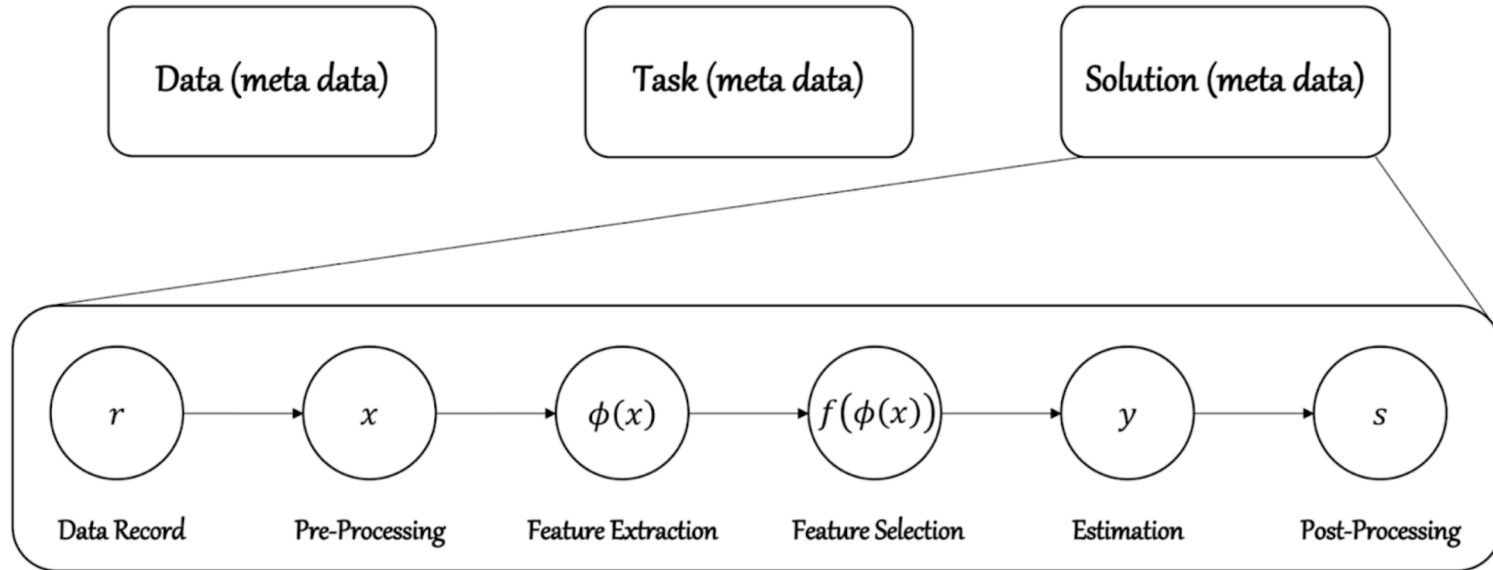 Data (meta data)
Task (meta data)
Solution (meta data)
r
x
ϕ(x)
f(ϕ(x))
y
s
Data Record
Pre-Processing
Feature Extraction
Feature Selection
Estimation
Post-Processing